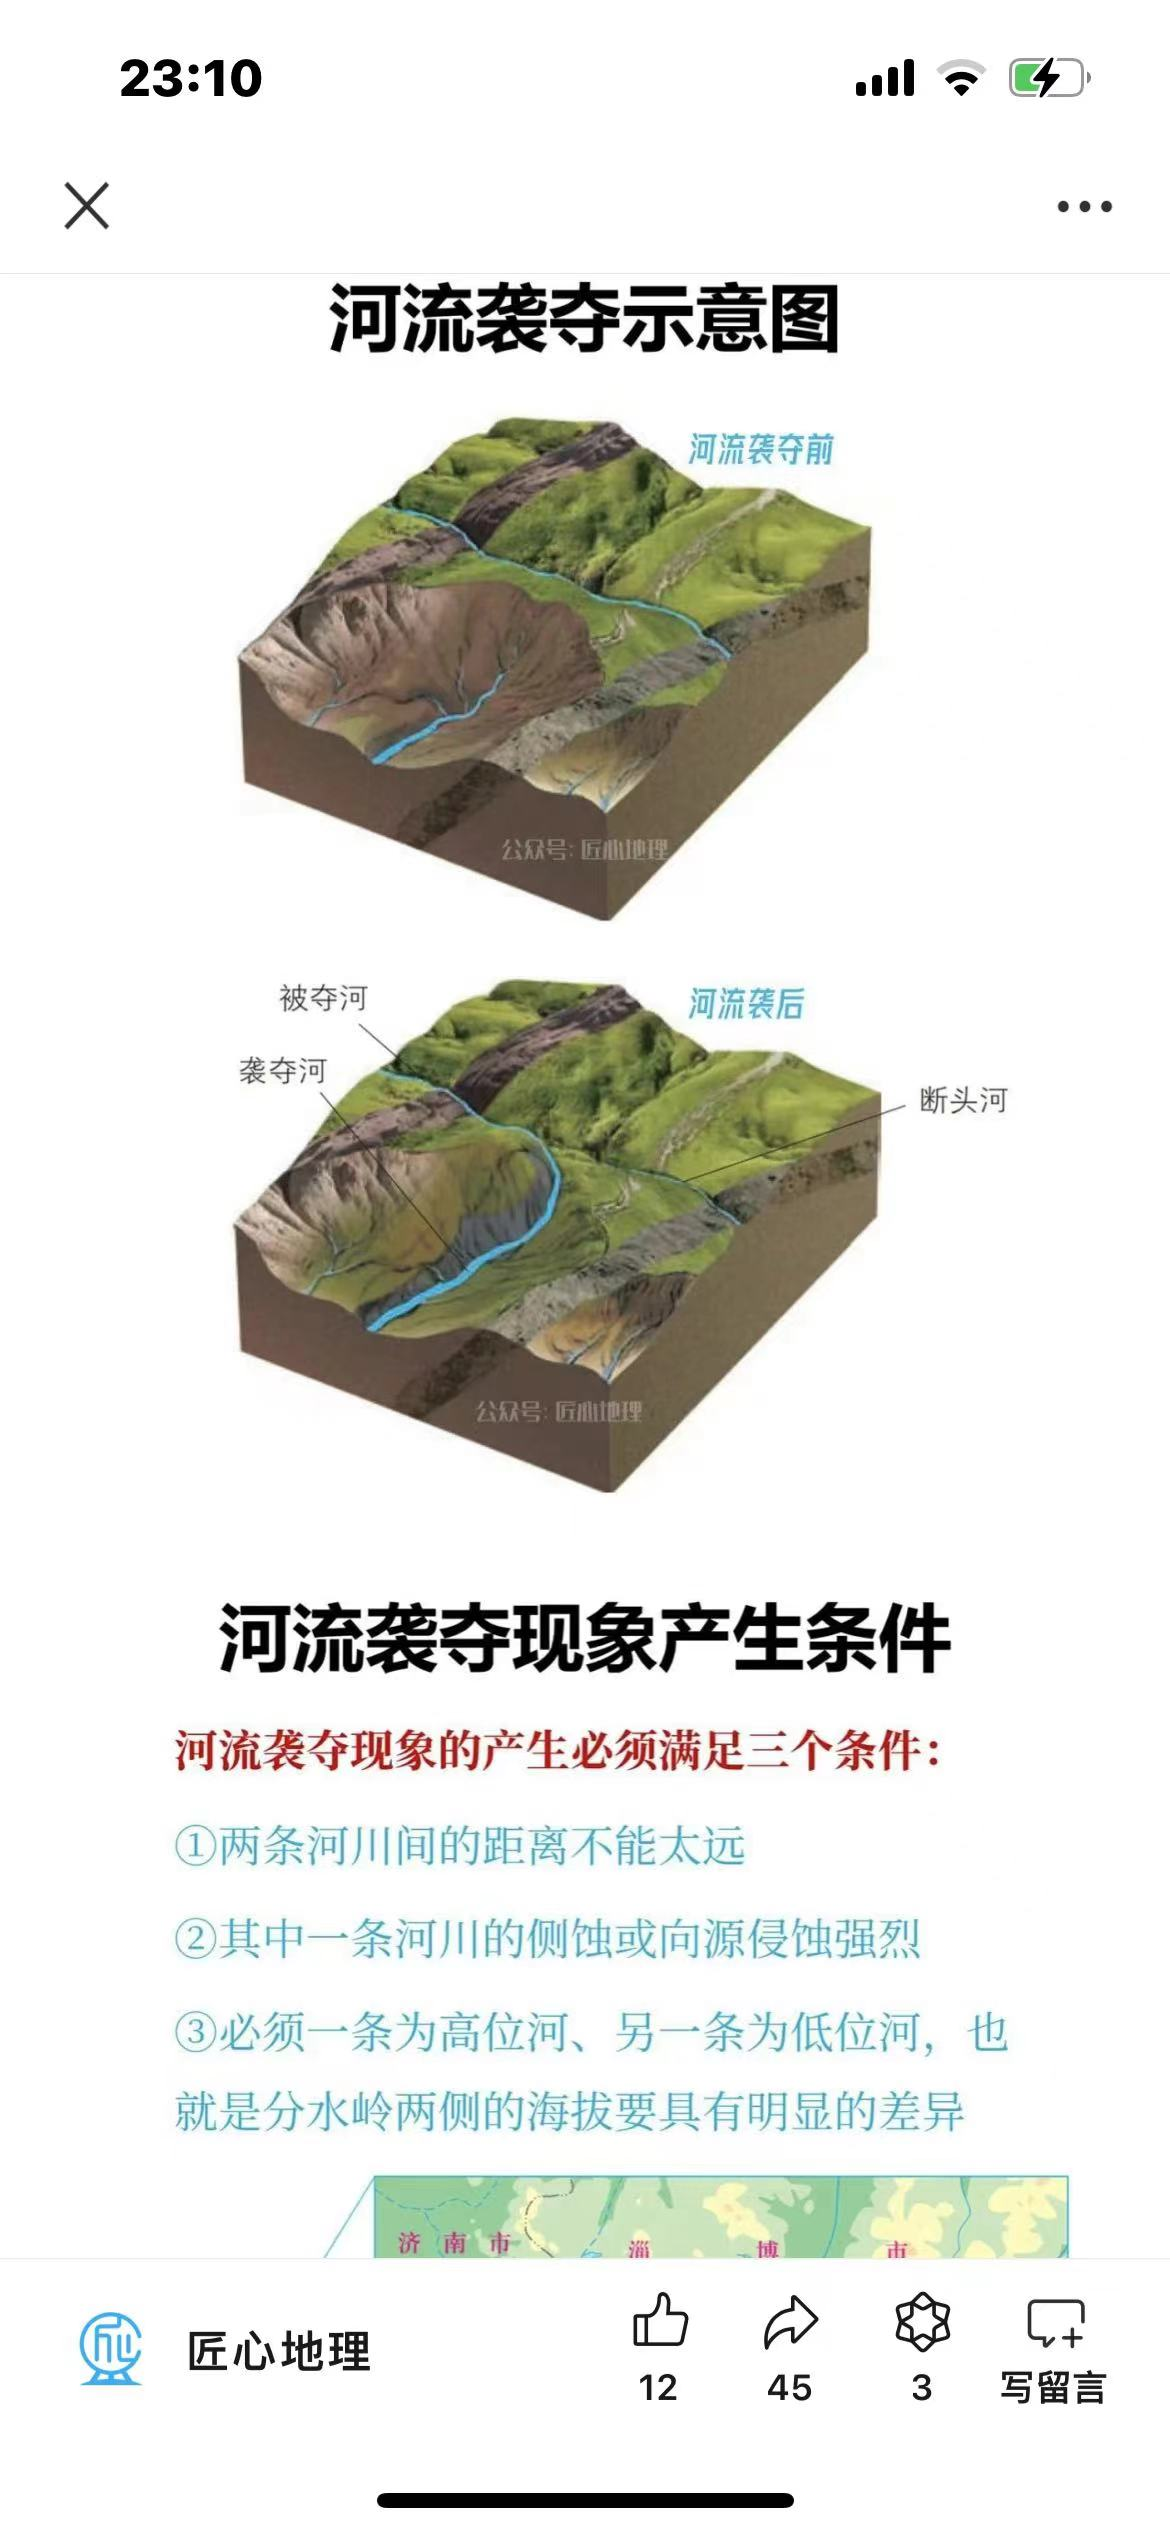 23:10
河流袭夺示意图
河流袭夺前
公众号: 匠心地理
被夺河
河流袭后
袭夺河
断头河
公众号: 匠心地理
河流袭夺现象产生条件
河流袭夺现象的产生必须满足三个条件：
①两条河川间的距离不能太远
②其中一条河川的侧蚀或向源侵蚀强烈
③必须一条为高位河、另一条为低位河，也
就是分水岭两侧的海拔要具有明显的差异
济南市
淄博市
匠心地理
12
45
3
写留言